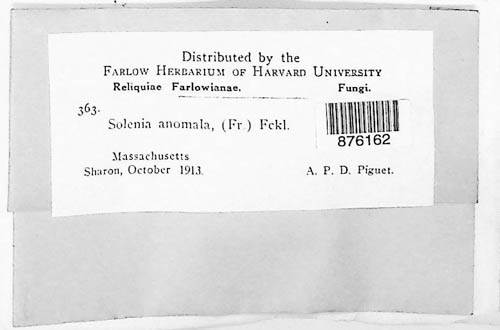 Distributed by the
FARLOW HERBARIUM OF HARVARD UNIVERSITY
Reliquiae Farlowianae. Fungi.
363.
Solenia anomala, (Fr.) Fckl.
876162
Massachusetts
Sharon, October 1913. A. P. D. Piguet.